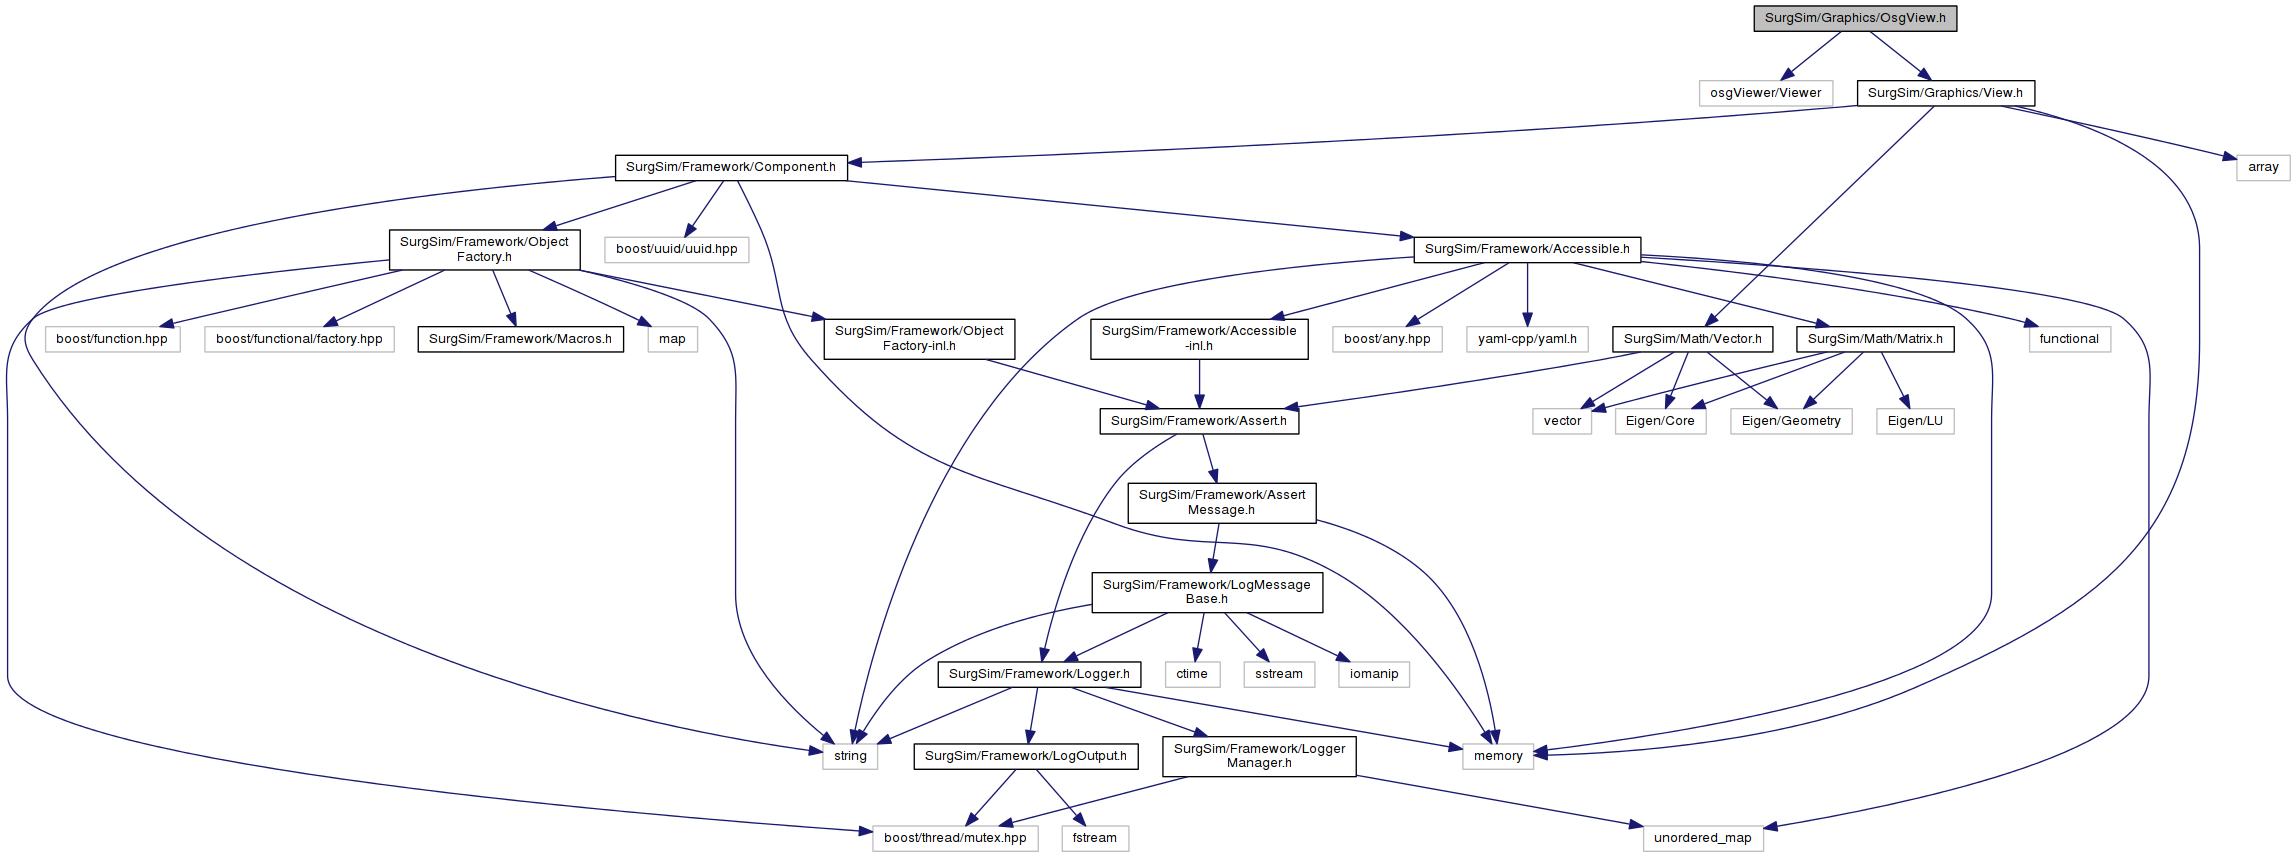 SurgSim/Graphics/OsgView.h
osgViewer/Viewer
SurgSim/Graphics/View.h
SurgSim/Framework/Component.h
array
SurgSim/Framework/Object
Factory.h
boost/uuid/uuid.hpp
SurgSim/Framework/Accessible.h
boost/function.hpp
boost/functional/factory.hpp
SurgSim/Framework/Macros.h
map
SurgSim/Framework/Object
Factory-inl.h
SurgSim/Framework/Accessible
-inl.h
boost/any.hpp
yaml-cpp/yaml.h
SurgSim/Math/Vector.h
SurgSim/Math/Matrix.h
functional
SurgSim/Framework/Assert.h
vector
Eigen/Core
Eigen/Geometry
Eigen/LU
SurgSim/Framework/Assert
Message.h
SurgSim/Framework/LogMessage
Base.h
SurgSim/Framework/Logger.h
ctime
sstream
iomanip
string
SurgSim/Framework/LogOutput.h
SurgSim/Framework/Logger
Manager.h
memory
boost/thread/mutex.hpp
fstream
unordered_map